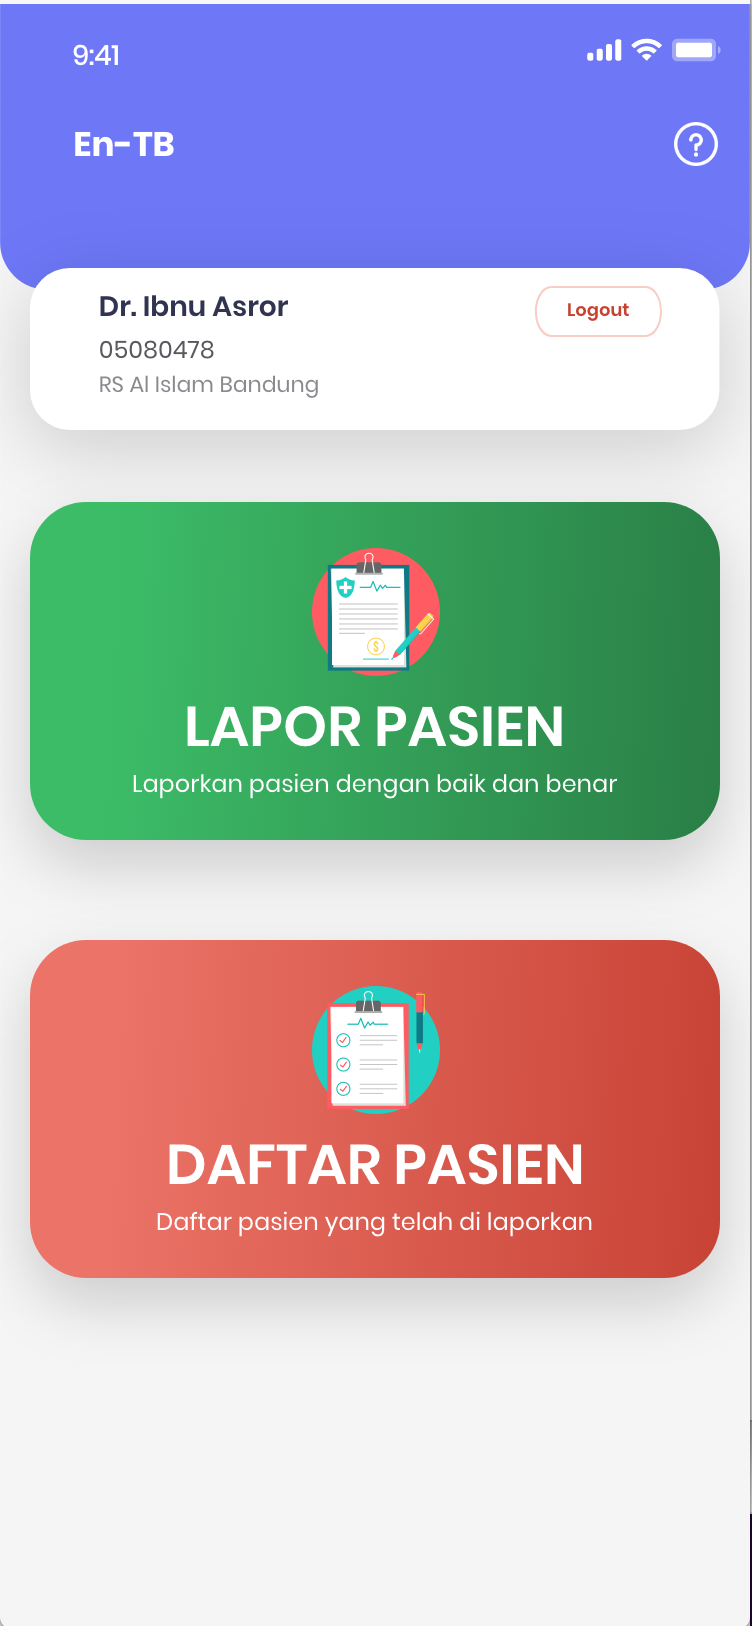 9:41
En-TB
?
Dr. Ibnu Asror
Logout
05080478
RS Al Islam Bandung
LAPOR PASIEN
Laporkan pasien dengan baik dan benar
DAFTAR PASIEN
Daftar pasien yang telah di laporkan